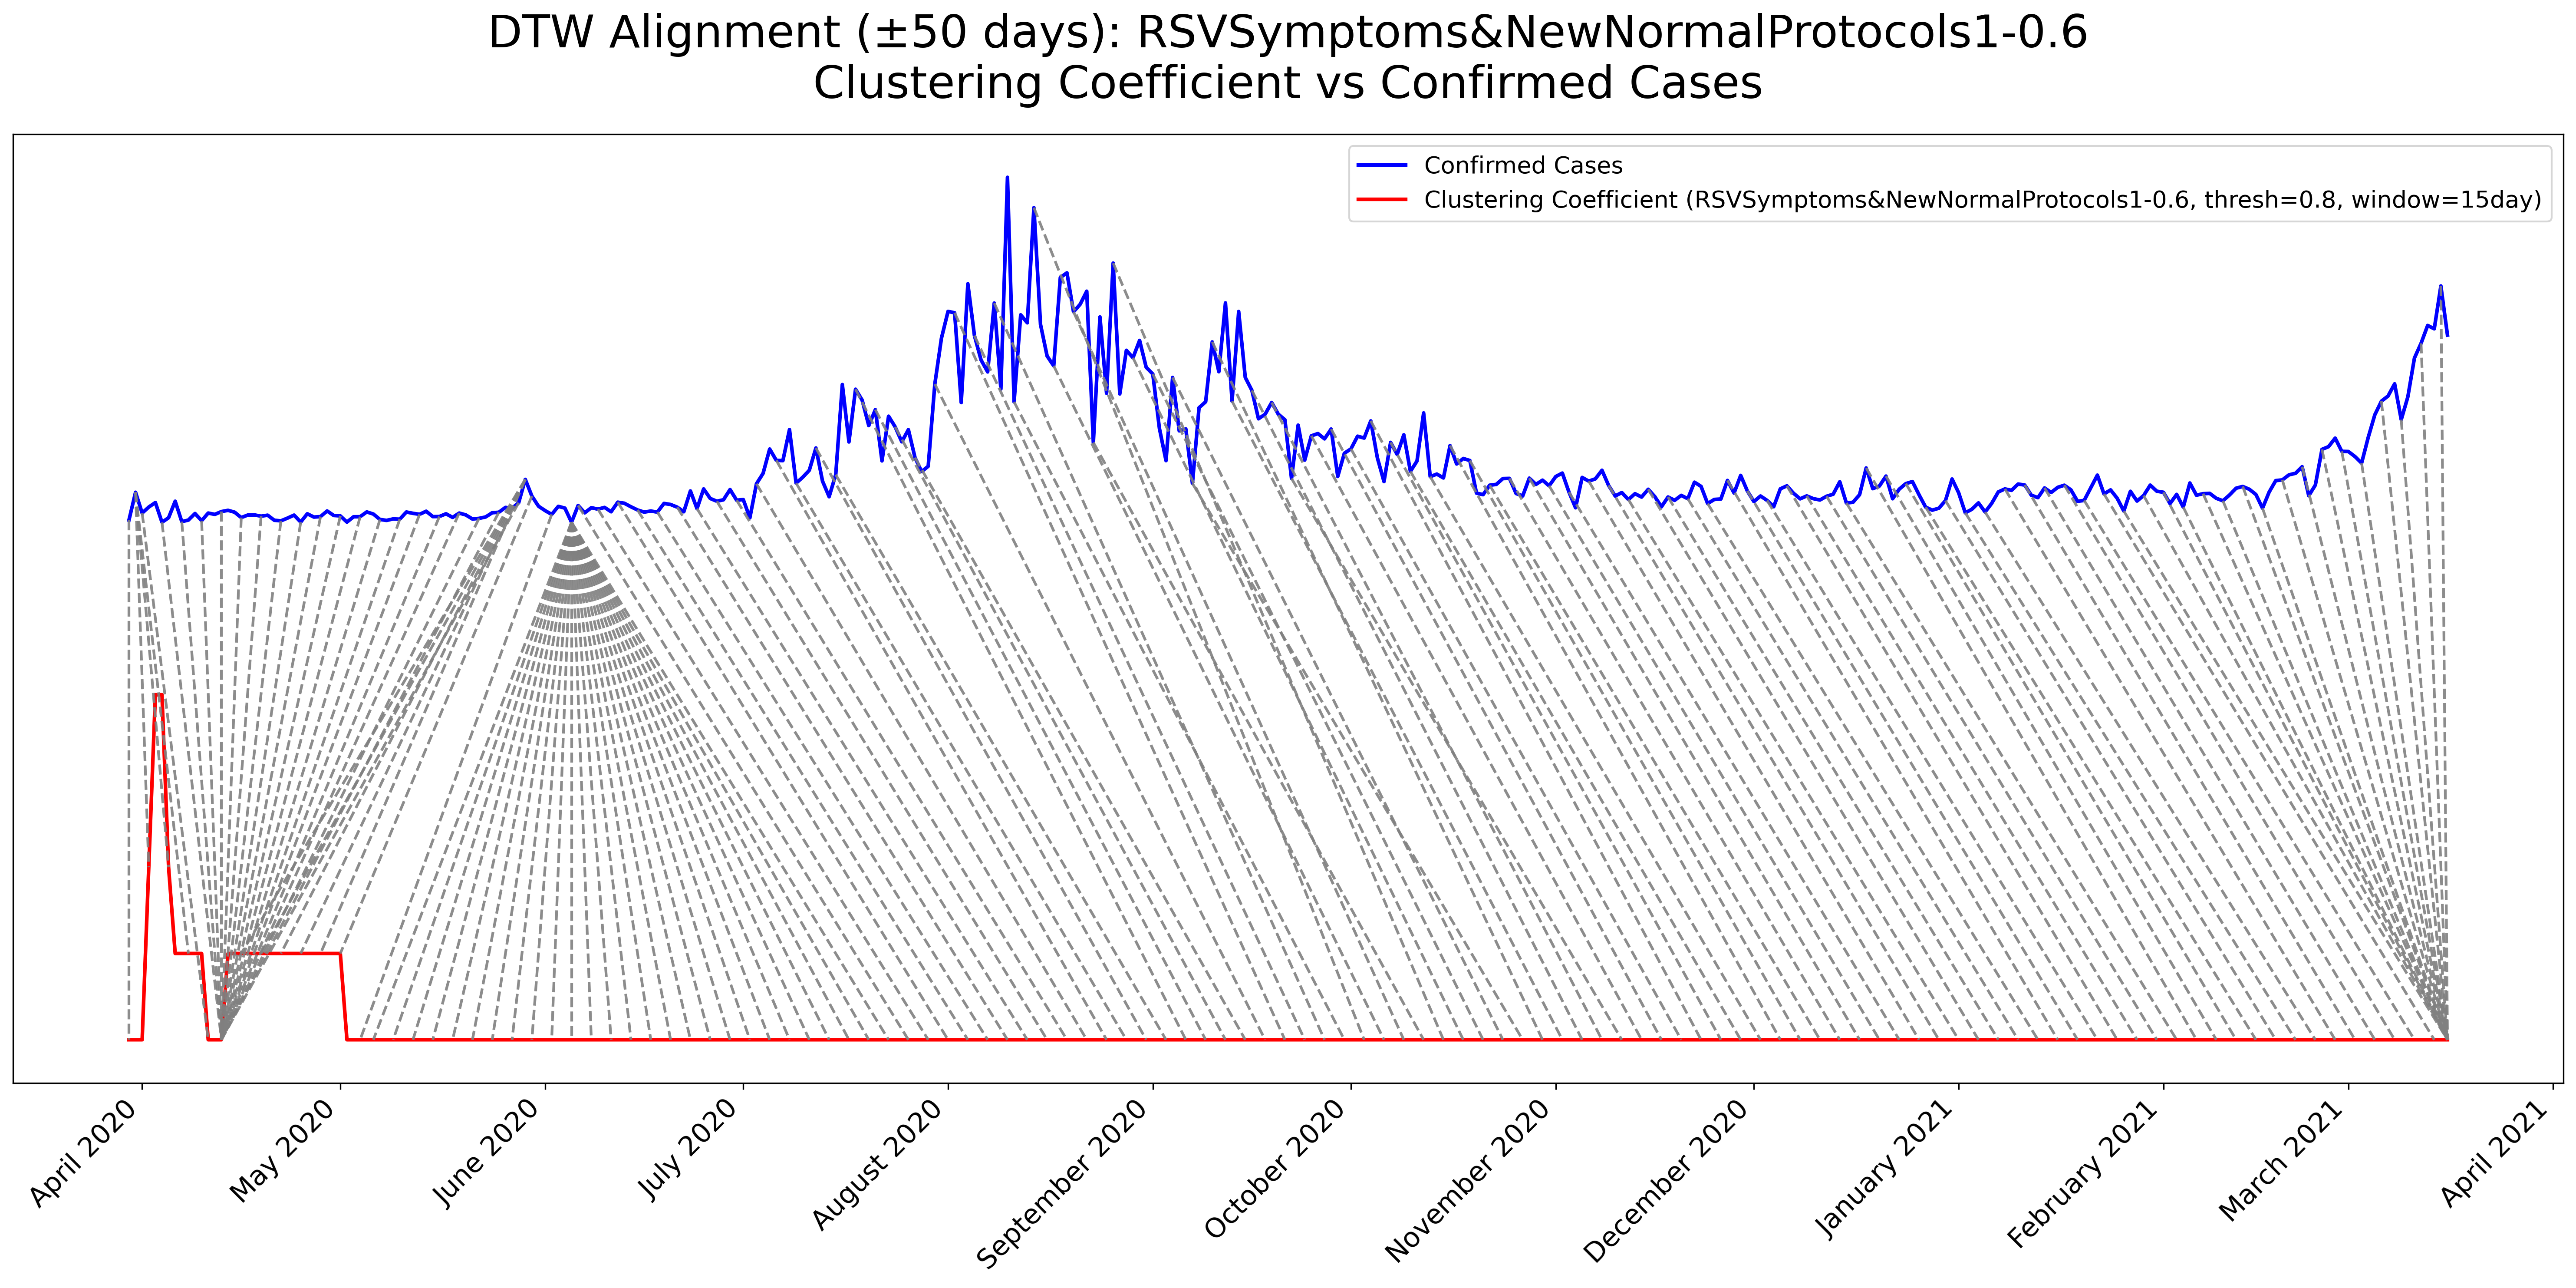 DTW Alignment (±50 days): RSVSymptoms&NewNormalProtocols1-0.6
Clustering Coefficient vs Confirmed Cases
Confirmed Cases
Clustering Coefficient (RSVSymptoms&NewNormalProtocols1-0.6, thresh=0.8, window=15day)
April 2020
May 2020
June 2020
July 2020
August 2020
September 2020
October 2020
November 2020
December 2020
January 2021
February 2021
March 2021
April 2021